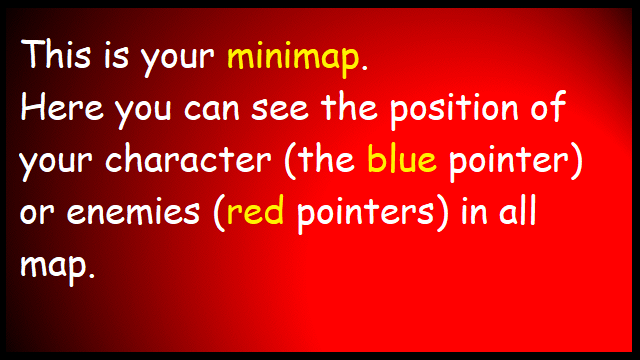 This is your minimap.
Here you can see the position of
your character (the blue pointer)
or enemies (red pointers) in all
map.